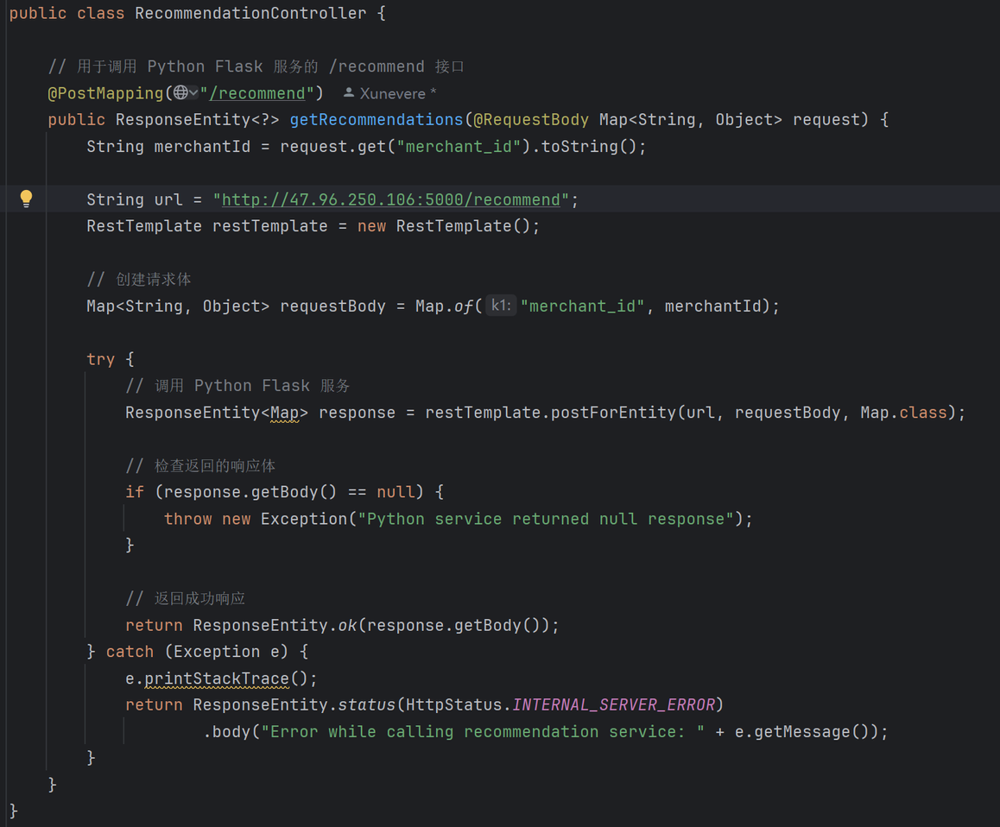 public class RecommendationController {
// 用于调用 Python Flask 服务的 /recommend 接口
@PostMapping("/recommend") Xunevere *
public ResponseEntity<?> getRecommendations(@RequestBody Map<String, Object> request) {
String merchantId = request.get("merchant_id").toString();
String url = "http://47.96.250.106:5000/recommend";
RestTemplate restTemplate = new RestTemplate();
// 创建请求体
Map<String, Object> requestBody = Map.of( k1: "merchant_id", merchantId);
try {
// 调用 Python Flask 服务
ResponseEntity<Map> response = restTemplate.postForEntity(url, requestBody, Map.class);
// 检查返回的响应体
if (response.getBody() == null) {
throw new Exception("Python service returned null response");
}
// 返回成功响应
return ResponseEntity.ok(response.getBody());
} catch (Exception e) {
e.printStackTrace();
return ResponseEntity.status(HttpStatus.INTERNAL_SERVER_ERROR)
.body("Error while calling recommendation service: " + e.getMessage());
}
}
}